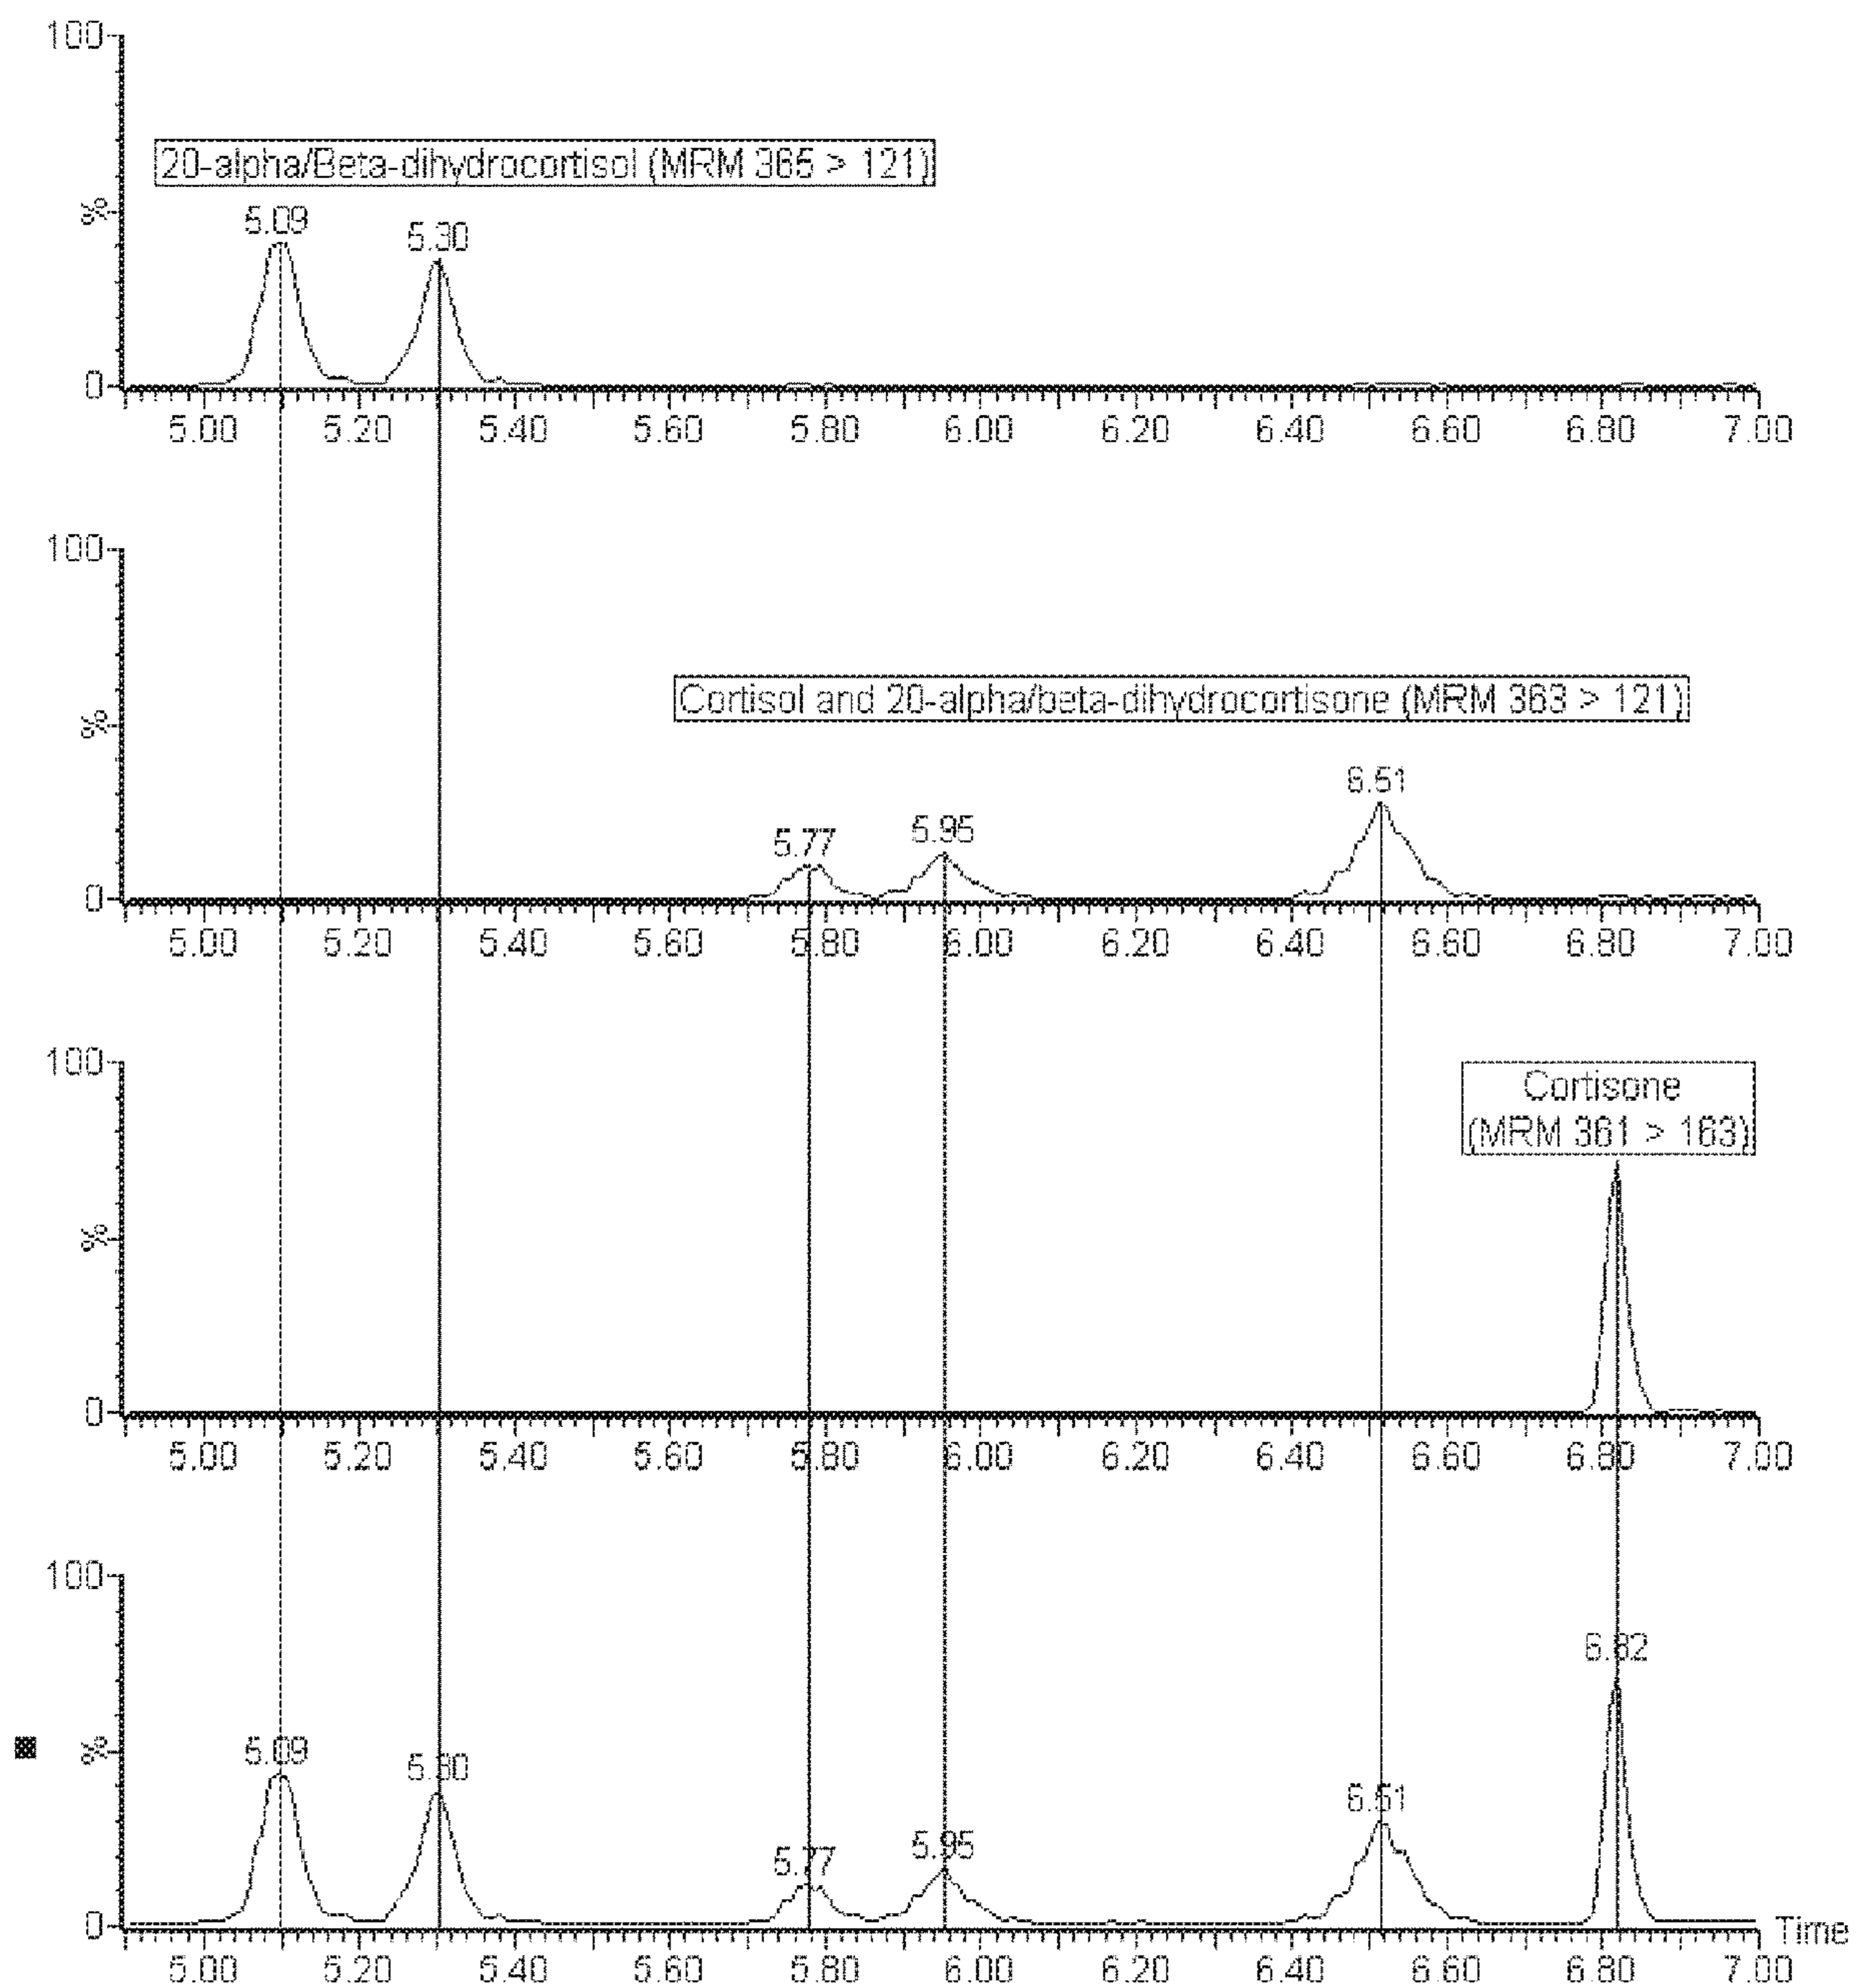 100
20-alpha/Beta-dihydrocortisol (MRM 365 > 121)
%
5.09
5.30
0
5.00 5.20 5.40 5.60 5.80 6.00 6.20 6.40 6.60 6.80 7.00
100
Cortisol and 20-alpha/beta-dihydrocortisone (MRM 363 > 121)
%
6.51
5.77
5.95
0
5.00 5.20 5.40 5.60 5.80 6.00 6.20 6.40 6.60 6.80 7.00
100
Cortisone
(MRM 361 > 163)
%
0
5.00 5.20 5.40 5.60 5.80 6.00 6.20 6.40 6.60 6.80 7.00
100
6.82
%
5.09
5.30
6.51
5.77
5.95
0
Time
5.00 5.20 5.40 5.60 5.80 6.00 6.20 6.40 6.60 6.80 7.00